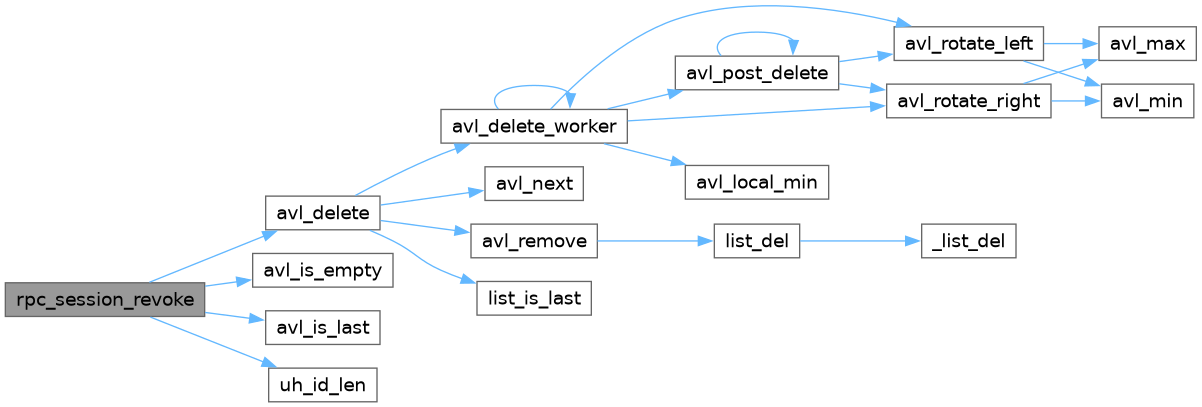 rpc_session_revoke
avl_delete
avl_is_empty
avl_is_last
uh_id_len
avl_delete_worker
avl_next
avl_remove
list_is_last
avl_post_delete
avl_local_min
list_del
_list_del
avl_rotate_left
avl_rotate_right
avl_max
avl_min